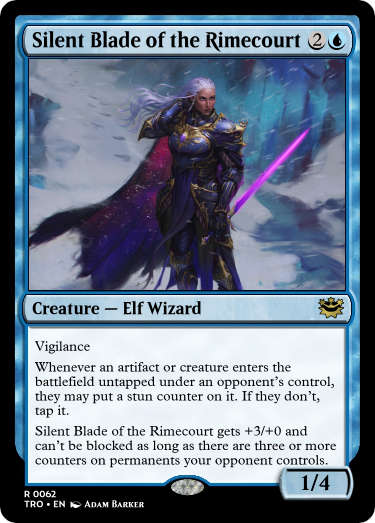 Silent Blade of the Rimecourt 2
Creature — Elf Wizard
Vigilance
Whenever an artifact or creature enters the
battlefield untapped under an opponent's control,
they may put a stun counter on it. If they don't,
tap it.
Silent Blade of the Rimecourt gets +3/+0 and
can't be blocked as long as there are three or more
counters on permanents your opponent controls.
1/4
R 0062
TRO • EN Adam Barker